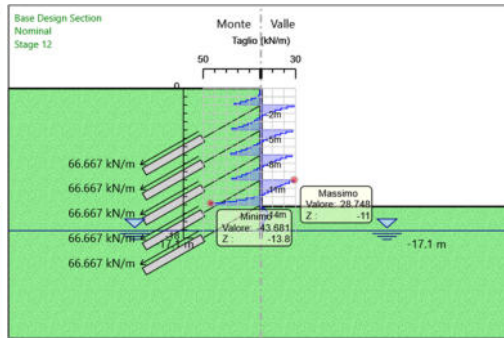 Base Design Section
Nominal
Stage 12
Monte Valle
Taglio (kN/m)
50 30
0
-2m
-5m
-8m
-11m
-14m
66.667 kN/m
66.667 kN/m
66.667 kN/m
66.667 kN/m
66.667 kN/m
Massimo
Valore: 28.748
Z : -11
Minimo
Valore: -43.681
Z : -13.8
-17.1 m
-17.1 m